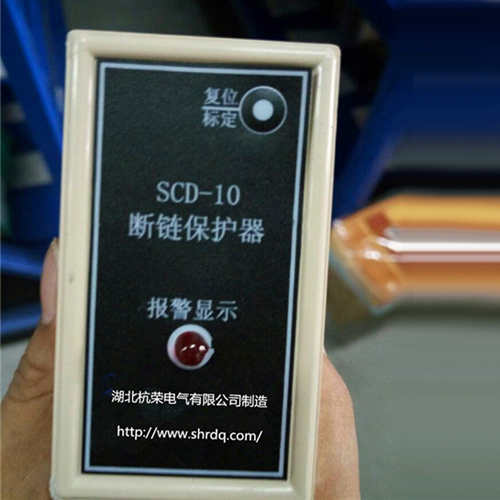 复位
标定
SCD-10
断链保护器
报警显示
湖北杭荣电气有限公司制造
http://www.shrdq.com/